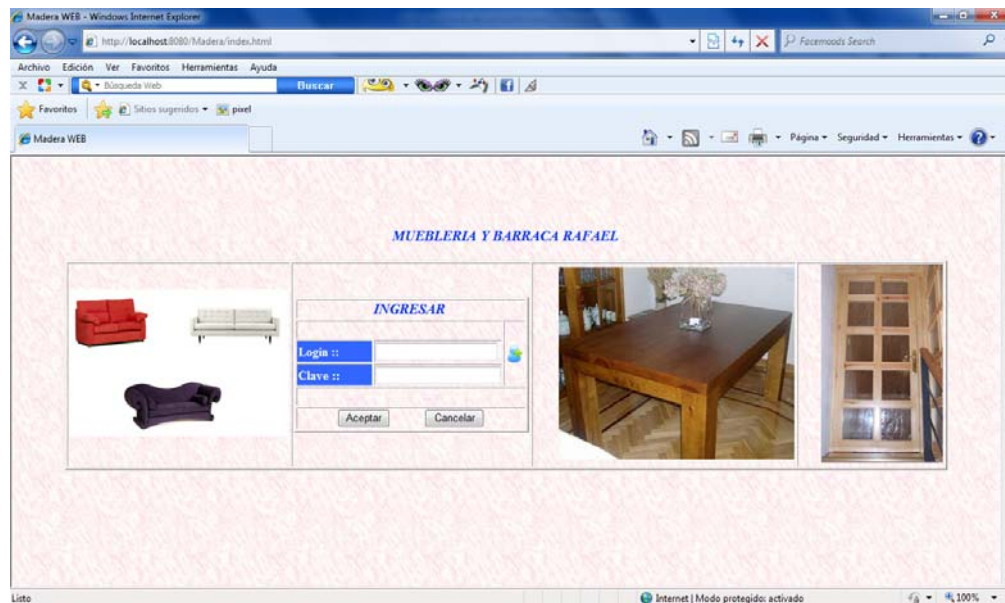 Madera WEB - Windows Internet Explorer
http://localhost:8080/Madera/index.html
Facemoods Search
Archivo Edición Ver Favoritos Herramientas Ayuda
X Búsqueda Web Buscar
Favoritos Sitios sugeridos pixel
Madera WEB Página Seguridad Herramientas
MUEBLERIA Y BARRACA RAFAEL
INGRESAR
Login ::
Clave ::
Aceptar Cancelar
Listo Internet | Modo protegido: activado 100%